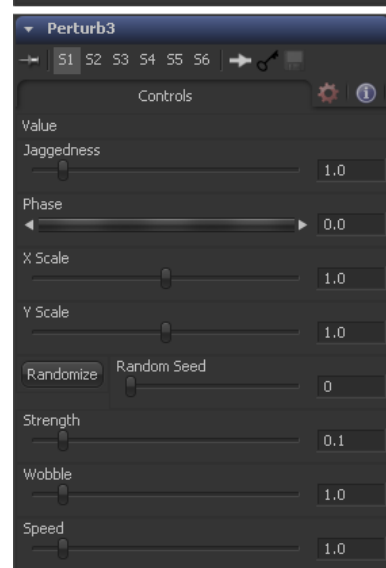 Perturb3
S1 S2 S3 S4 S5 S6
Controls
Value
Jaggedness
1.0
Phase
0.0
X Scale
1.0
Y Scale
1.0
Randomize
Random Seed
0
Strength
0.1
Wobble
1.0
Speed
1.0